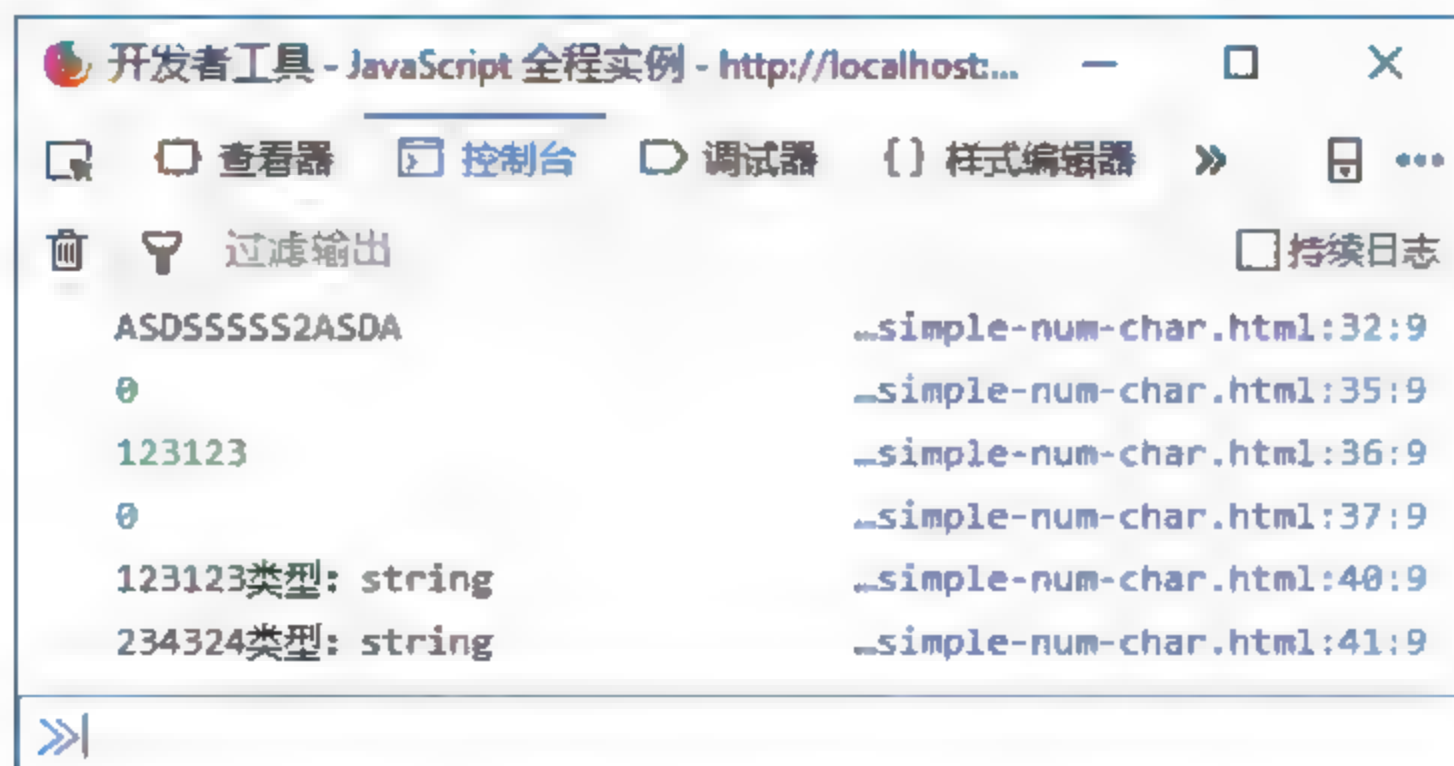 开发者工具 - JavaScript 全程实例 - http://localhost:...
查看器 控制台 调试器 {} 样式编辑器 »
过滤输出 持续日志
ASDSSSSS2ASDA …simple-num-char.html:32:9
0 …simple-num-char.html:35:9
123123 …simple-num-char.html:36:9
0 …simple-num-char.html:37:9
123123类型: string …simple-num-char.html:40:9
234324类型: string …simple-num-char.html:41:9